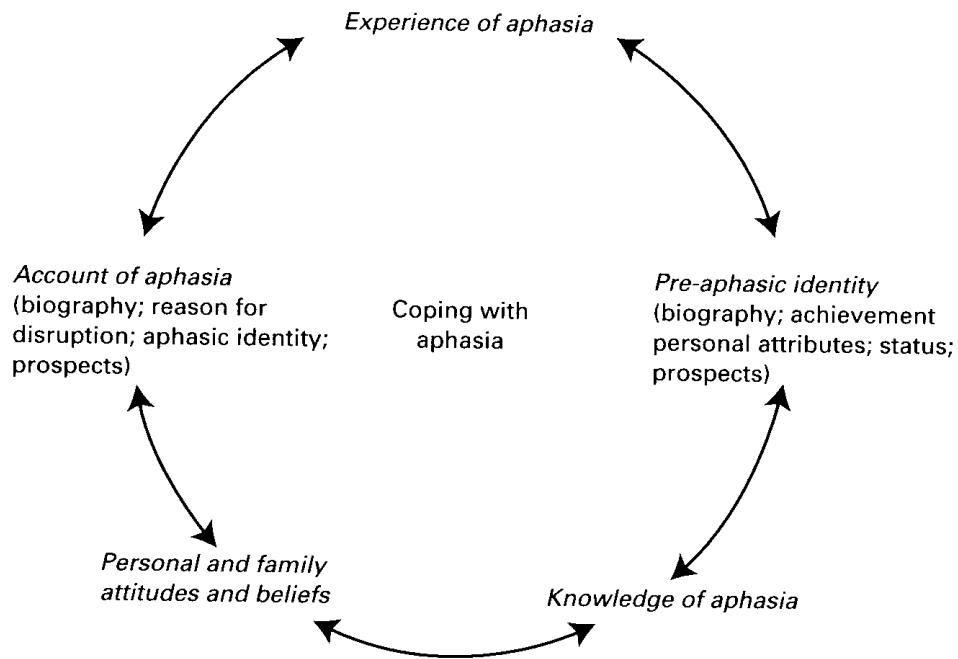 Experience of aphasia
Account of aphasia
(biography; reason for
disruption; aphasic identity;
prospects)
Coping with
aphasia
Pre-aphasic identity
(biography; achievement
personal attributes; status;
prospects)
Personal and family
attitudes and beliefs
Knowledge of aphasia